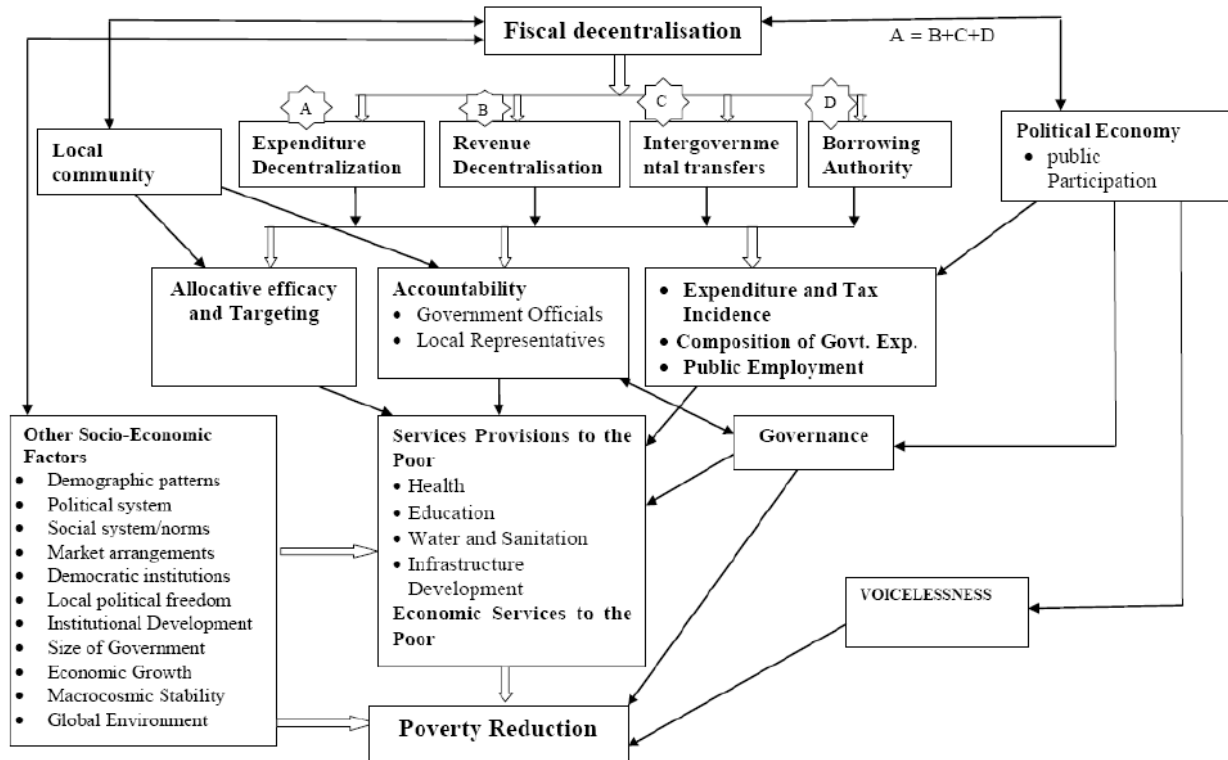 Fiscal decentralisation
A = B+C+D
A
B
C
D
Local
community
Expenditure
Decentralization
Revenue
Decentralisation
Intergovernme
ntal transfers
Borrowing
Authority
Political Economy
• public
Participation
Allocative efficacy
and Targeting
Accountability
• Government Officials
• Local Representatives
• Expenditure and Tax
Incidence
• Composition of Govt. Exp.
• Public Employment
Other Socio-Economic
Factors
• Demographic patterns
• Political system
• Social system/norms
• Market arrangements
• Democratic institutions
• Local political freedom
• Institutional Development
• Size of Government
• Economic Growth
• Macrocosmic Stability
• Global Environment
Services Provisions to the
Poor
• Health
• Education
• Water and Sanitation
• Infrastructure
Development
Economic Services to the
Poor
Governance
VOICELESSNESS
Poverty Reduction